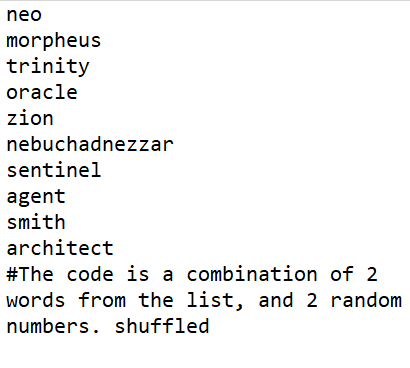 neo
morpheus
trinity
oracle
zion
nebuchadnezzar
sentinel
agent
smith
architect
#The code is a combination of 2
words from the list, and 2 random
numbers. shuffled